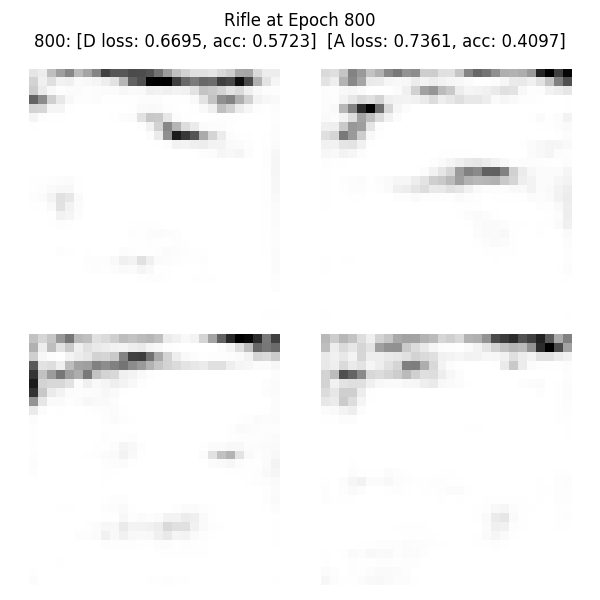 Rifle at Epoch 800
800: [D loss: 0.6695, acc: 0.5723]  [A loss: 0.7361, acc: 0.4097]